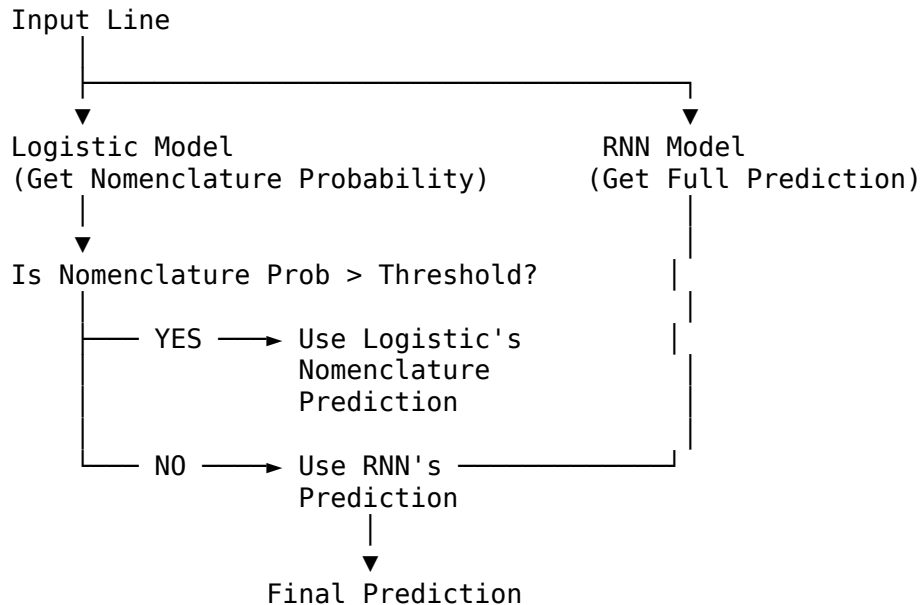 Input Line
Logistic Model
(Get Nomenclature Probability)
RNN Model
(Get Full Prediction)
Is Nomenclature Prob > Threshold?
YES
Use Logistic's
Nomenclature
Prediction
NO
Use RNN's
Prediction
Final Prediction